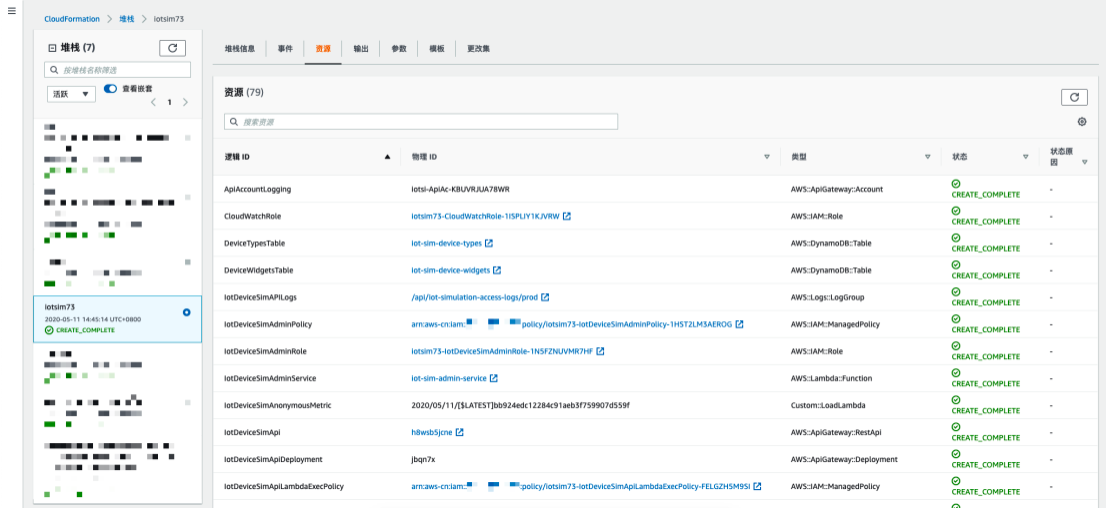 CloudFormation > 堆栈 > iotsim73
堆栈 (7)
按堆栈名称筛选
活跃 ▼ 查看嵌套
< 1 >
iotsim73
2020-05-11 14:45:14 UTC+0800
CREATE_COMPLETE
堆栈信息 事件 资源 输出 参数 模板 更改集
资源 (79)
搜索资源
逻辑 ID ▲ 物理 ID ▽ 类型 ▽ 状态 ▽ 状态原因 ▽
ApiAccountLogging iotsi-ApiAc-KBUVRJUA78WR AWS::ApiGateway::Account CREATE_COMPLETE -
CloudWatchRole iotsim73-CloudWatchRole-1I5PLIY1KJVRW AWS::IAM::Role CREATE_COMPLETE -
DeviceTypesTable iot-sim-device-types AWS::DynamoDB::Table CREATE_COMPLETE -
DeviceWidgetsTable iot-sim-device-widgets AWS::DynamoDB::Table CREATE_COMPLETE -
IotDeviceSimAPILogs /api/iot-simulation-access-logs/prod AWS::Logs::LogGroup CREATE_COMPLETE -
IotDeviceSimAdminPolicy arn:aws-cn:iam:: policy/iotsim73-IotDeviceSimAdminPolicy-1H5T2LM3AEROG AWS::IAM::ManagedPolicy CREATE_COMPLETE -
IotDeviceSimAdminRole iotsim73-IotDeviceSimAdminRole-1N5FZNUVMR7HF AWS::IAM::Role CREATE_COMPLETE -
IotDeviceSimAdminService iot-sim-admin-service AWS::Lambda::Function CREATE_COMPLETE -
IotDeviceSimAnonymousMetric 2020/05/11/[$LATEST]bb924edc12284c91aeb3f759907d559f Custom::LoadLambda CREATE_COMPLETE -
IotDeviceSimApi h8wsb5jcne AWS::ApiGateway::RestApi CREATE_COMPLETE -
IotDeviceSimApiDeployment jbqn7x AWS::ApiGateway::Deployment CREATE_COMPLETE -
IotDeviceSimApiLambdaExecPolicy arn:aws-cn:iam:: :policy/iotsim73-IotDeviceSimApiLambdaExecPolicy-FELGZH5M9SI AWS::IAM::ManagedPolicy CREATE_COMPLETE -